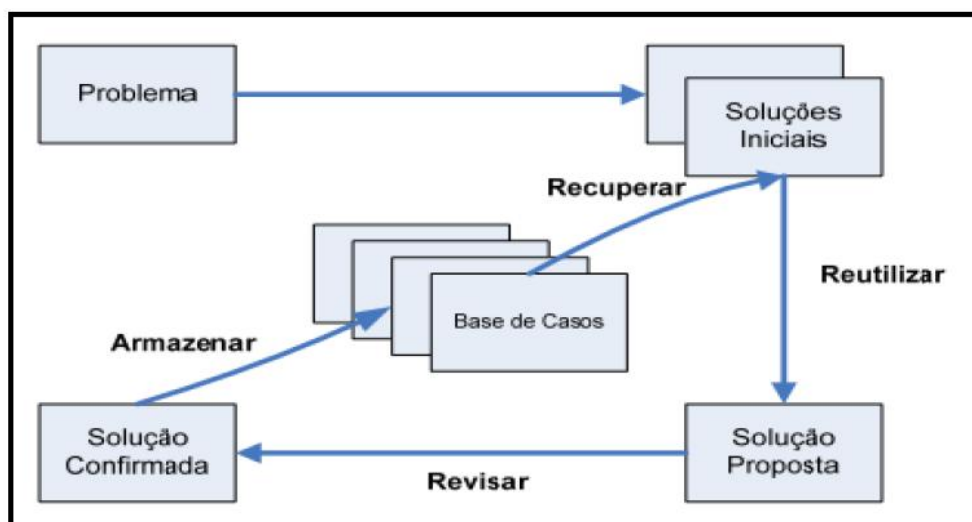 Problema
Soluções
Iniciais
Recuperar
Reutilizar
Base de Casos
Armazenar
Solução
Confirmada
Solução
Proposta
Revisar